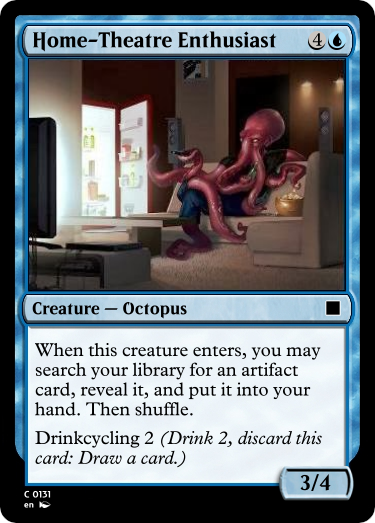 Home-Theatre Enthusiast 4
Creature — Octopus
When this creature enters, you may
search your library for an artifact
card, reveal it, and put it into your
hand. Then shuffle.
Drinkcycling 2 (Drink 2, discard this
card: Draw a card.)
3/4
C 0131
en